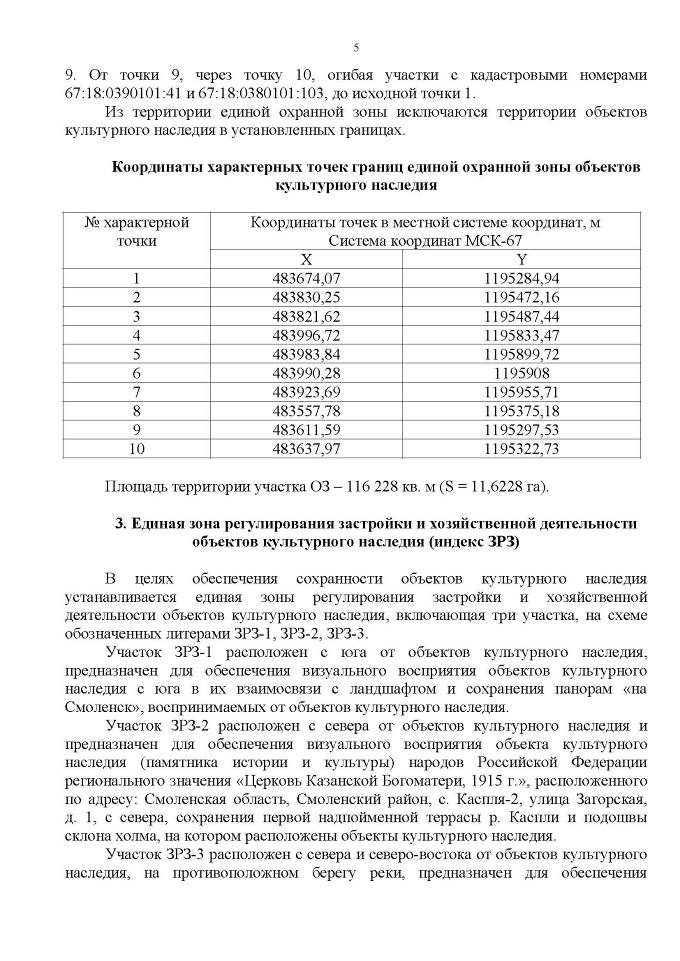 5
9. От точки 9, через точку 10, огибая участки с кадастровыми номерами
67:18:0390101:41 и 67:18:0380101:103, до исходной точки 1.
Из территории единой охранной зоны исключаются территории объектов
культурного наследия в установленных границах.
Координаты характерных точек границ единой охранной зоны объектов
культурного наследия
№ характерной точки | Координаты точек в местной системе координат, м
Система координат МСК-67
X | Y
1 | 483674,07 | 1195284,94
2 | 483830,25 | 1195472,16
3 | 483821,62 | 1195487,44
4 | 483996,72 | 1195833,47
5 | 483983,84 | 1195899,72
6 | 483990,28 | 1195908
7 | 483923,69 | 1195955,71
8 | 483557,78 | 1195375,18
9 | 483611,59 | 1195297,53
10 | 483637,97 | 1195322,73
Площадь территории участка ОЗ – 116 228 кв. м (S = 11,6228 га).
3. Единая зона регулирования застройки и хозяйственной деятельности
объектов культурного наследия (индекс ЗРЗ)
В целях обеспечения сохранности объектов культурного наследия
устанавливается единая зоны регулирования застройки и хозяйственной
деятельности объектов культурного наследия, включающая три участка, на схеме
обозначенных литерами ЗРЗ-1, ЗРЗ-2, ЗРЗ-3.
Участок ЗРЗ-1 расположен с юга от объектов культурного наследия,
предназначен для обеспечения визуального восприятия объектов культурного
наследия с юга в их взаимосвязи с ландшафтом и сохранения панорам «на
Смоленск», воспринимаемых от объектов культурного наследия.
Участок ЗРЗ-2 расположен с севера от объектов культурного наследия и
предназначен для обеспечения визуального восприятия объекта культурного
наследия (памятника истории и культуры) народов Российской Федерации
регионального значения «Церковь Казанской Богоматери, 1915 г.», расположенного
по адресу: Смоленская область, Смоленский район, с. Каспля-2, улица Загорская,
д. 1, с севера, сохранения первой надпойменной террасы р. Каспли и подошвы
склона холма, на котором расположены объекты культурного наследия.
Участок ЗРЗ-3 расположен с севера и северо-востока от объектов культурного
наследия, на противоположном берегу реки, предназначен для обеспечения